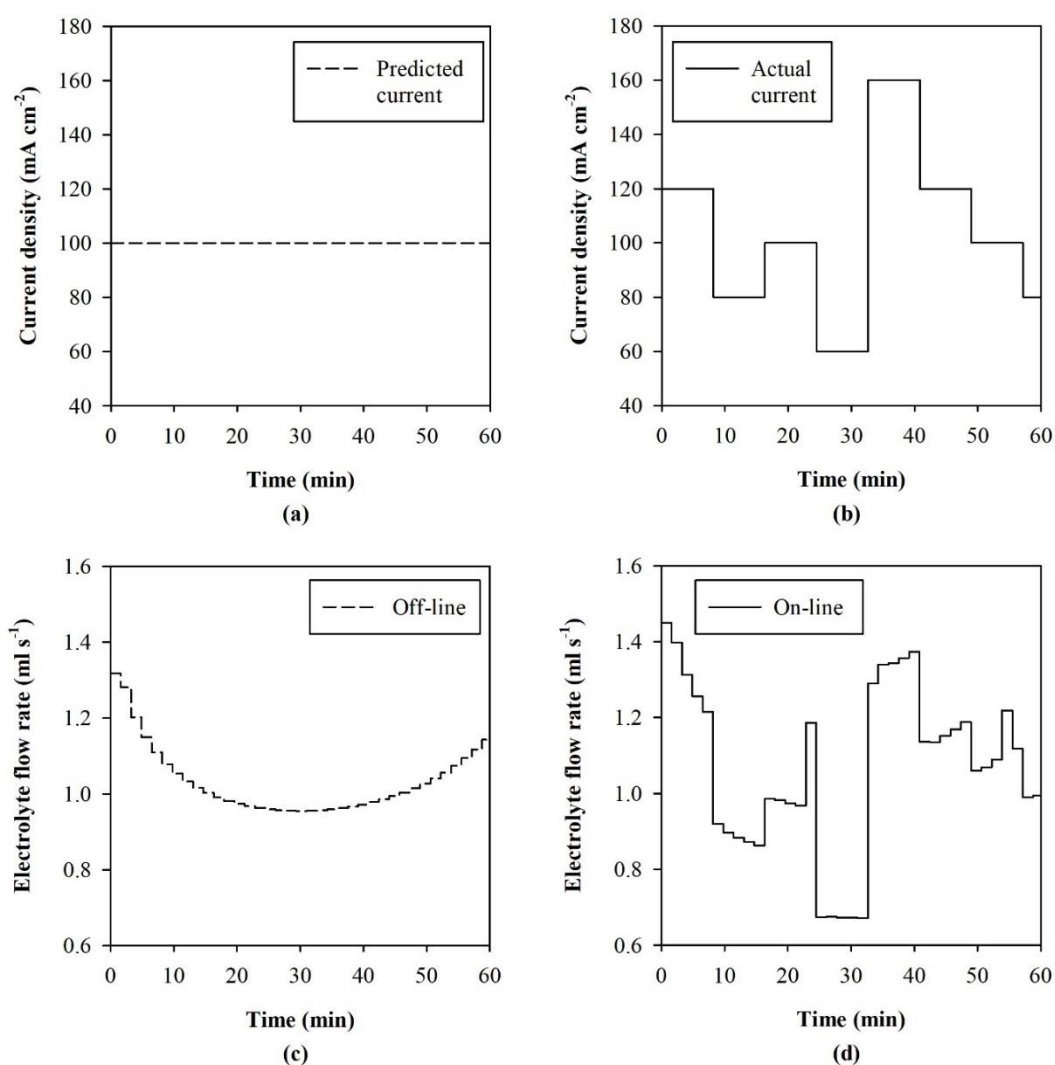 180
160
140
120
100
80
60
40
Current density (mA cm⁻²)
Predicted
current
0 10 20 30 40 50 60
Time (min)
(a)
180
160
140
120
100
80
60
40
Current density (mA cm⁻²)
Actual
current
0 10 20 30 40 50 60
Time (min)
(b)
1.6
1.4
1.2
1.0
0.8
0.6
Electrolyte flow rate (ml s⁻¹)
Off-line
0 10 20 30 40 50 60
Time (min)
(c)
1.6
1.4
1.2
1.0
0.8
0.6
Electrolyte flow rate (ml s⁻¹)
On-line
0 10 20 30 40 50 60
Time (min)
(d)